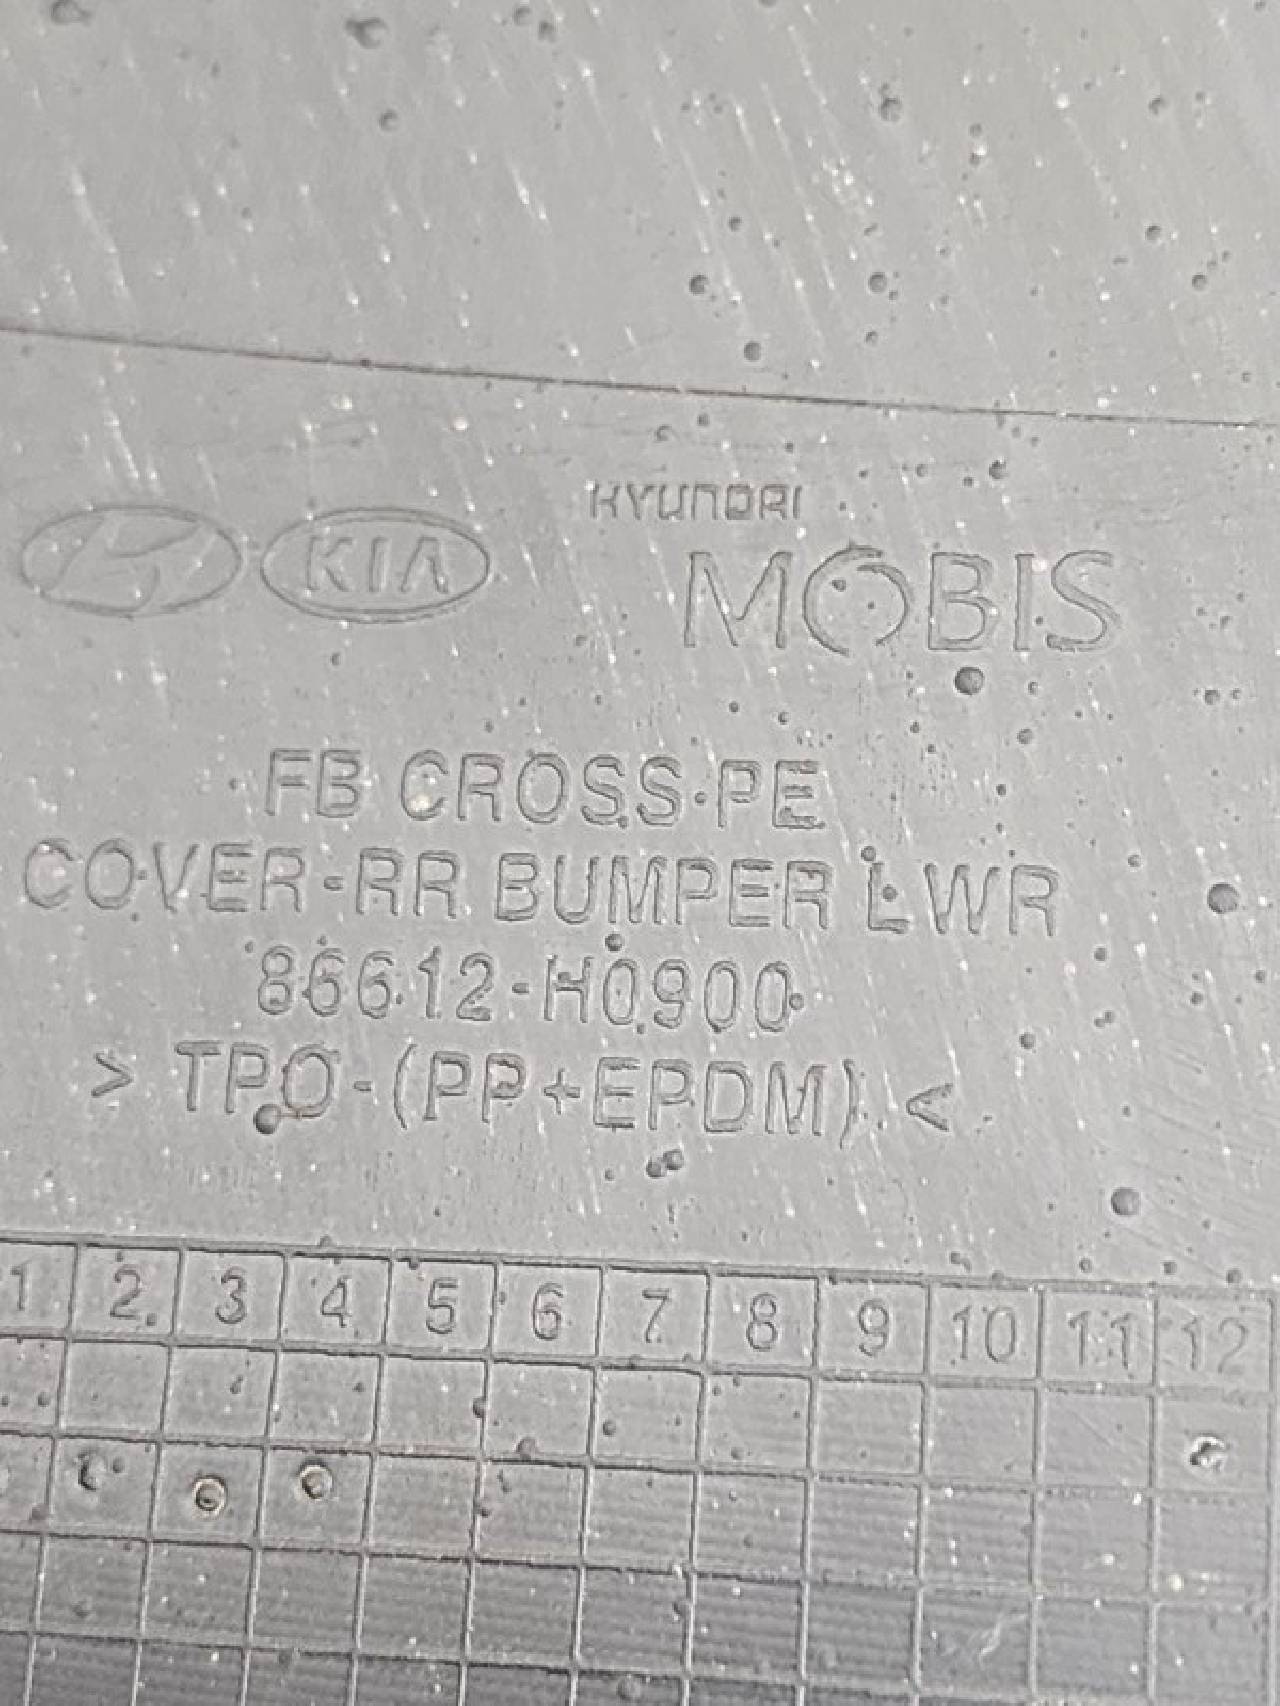 KIA
HYUNDAI
MOBIS
FB CROSS-PE
COVER-RR BUMPER LWR
86612-H0900
> TPO-(PP+EPDM) <
1 2 3 4 5 6 7 8 9 10 11 12